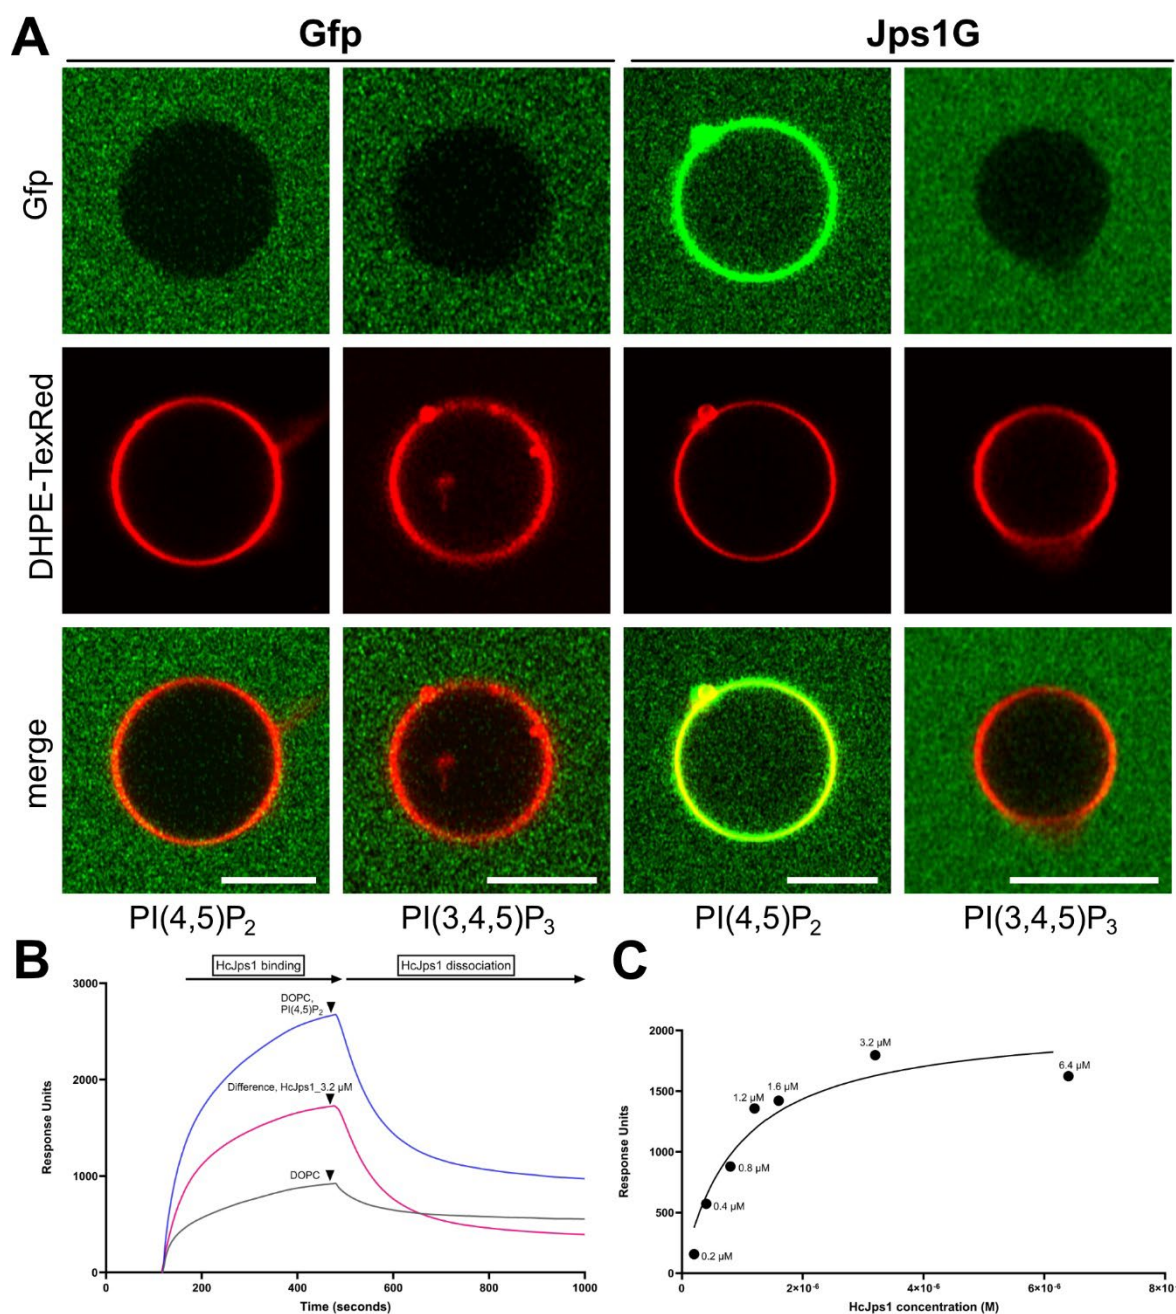 A
Gfp
Jps1G
Gfp
DHPE-TexRed
merge
PI(4,5)P₂
PI(3,4,5)P₃
PI(4,5)P₂
PI(3,4,5)P₃
B
HcJps1 binding
HcJps1 dissociation
3000
2000
1000
0
Response Units
DOPC,
PI(4,5)P₂
Difference, HcJps1_3.2 µM
DOPC
0
200
400
600
800
1000
Time (seconds)
C
2000
1500
1000
500
0
Response Units
3.2 µM
6.4 µM
1.6 µM
1.2 µM
0.8 µM
0.4 µM
0.2 µM
0
2×10⁻⁶
4×10⁻⁶
6×10⁻⁶
HcJps1 concentration (M)